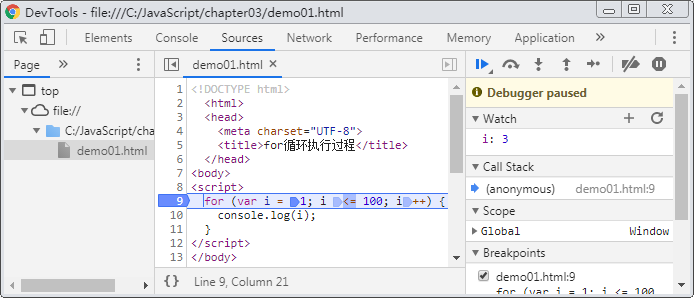 DevTools - file:///C:/JavaScript/chapter03/demo01.html
Elements Console Sources Network Performance Memory Application »
Page »
top
file://
C:/JavaScript/cha
demo01.html
demo01.html ×
1 <!DOCTYPE html>
2 <html>
3 <head>
4 <meta charset="UTF-8">
5 <title>for循环执行过程</title>
6 </head>
7 <body>
8 <script>
9 for (var i = 1; i <= 100; i++) {
10 console.log(i);
11 }
12 </script>
13 </body>
{} Line 9, Column 21
Debugger paused
Watch
i: 3
Call Stack
(anonymous) demo01.html:9
Scope
Global Window
Breakpoints
demo01.html:9
for (var i = 1; i <= 100